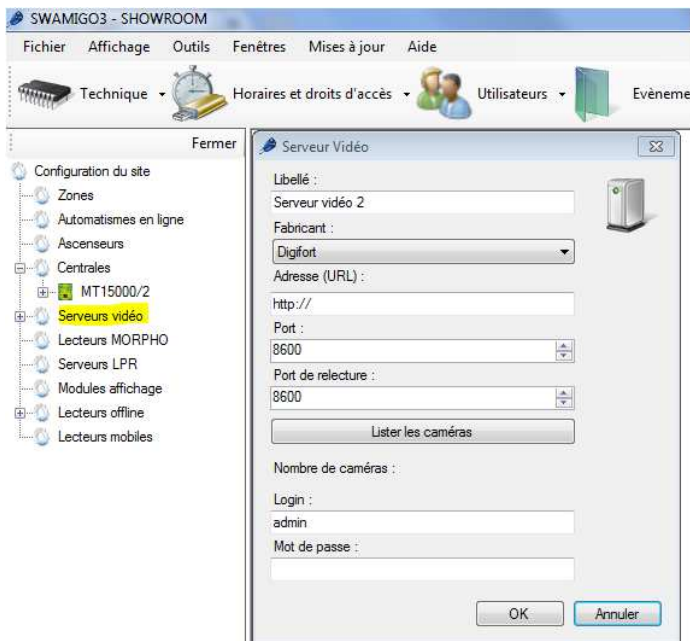 SWAMIGO3 - SHOWROOM
Fichier Affichage Outils Fenêtres Mises à jour Aide
Technique Horaires et droits d'accès Utilisateurs Evèneme
Fermer
Configuration du site
Zones
Automatismes en ligne
Ascenseurs
Centrales
MT15000/2
Serveurs vidéo
Lecteurs MORPHO
Serveurs LPR
Modules affichage
Lecteurs offline
Lecteurs mobiles
Serveur Vidéo
Libellé :
Serveur vidéo 2
Fabricant :
Digifort
Adresse (URL) :
http://
Port :
8600
Port de relecture :
8600
Lister les caméras
Nombre de caméras :
Login :
admin
Mot de passe :
OK Annuler